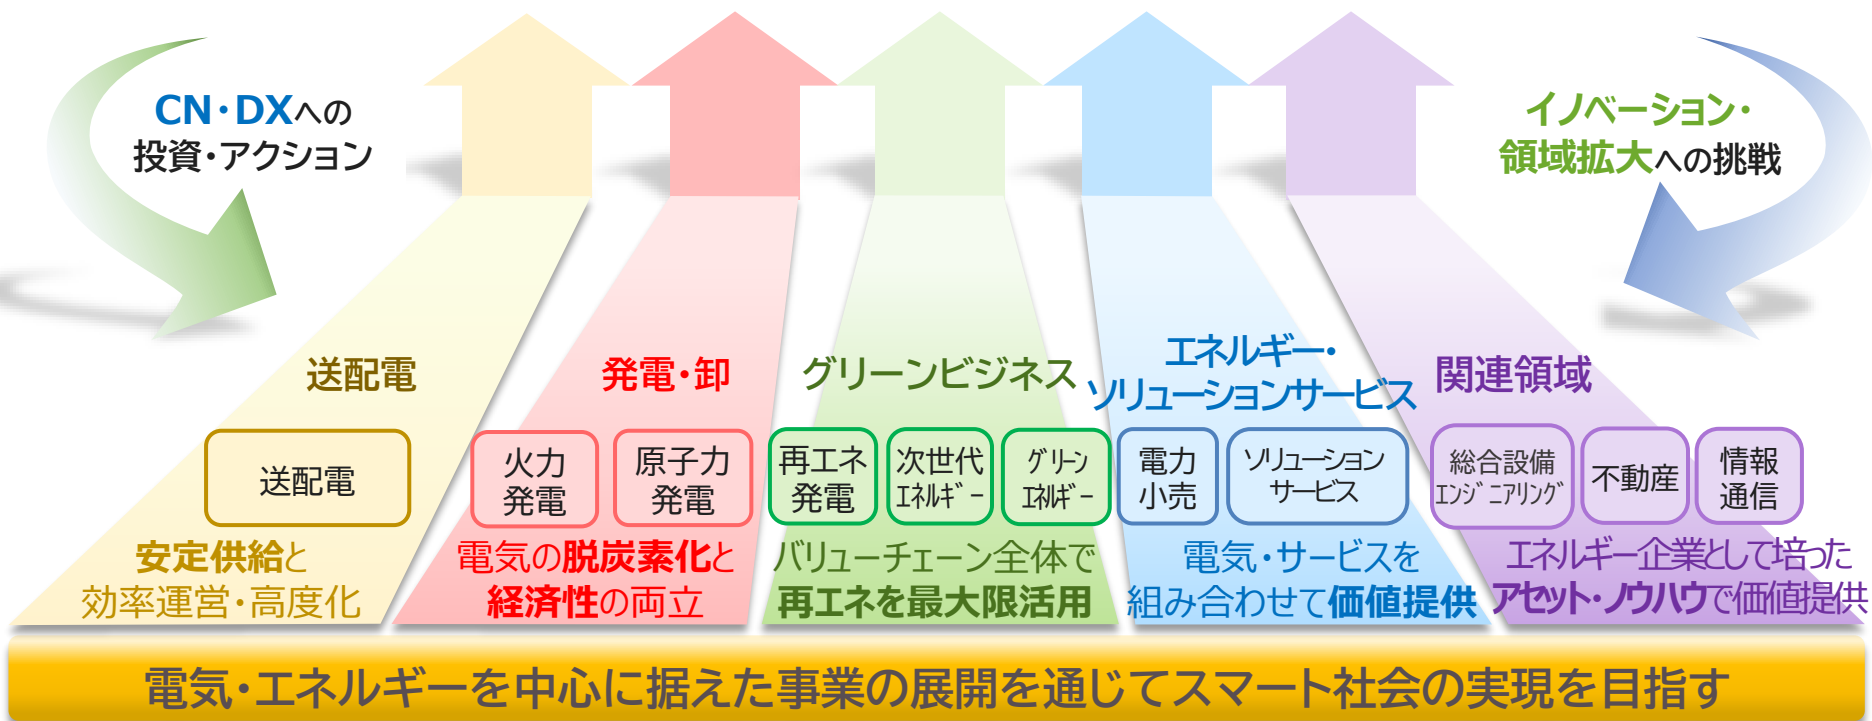 CN・DXへの
投資・アクション
イノベーション・
領域拡大への挑戦
送配電
送配電
安定供給と
効率運営・高度化
発電・卸
火力
発電
原子力
発電
電気の脱炭素化と
経済性の両立
グリーンビジネス
再エネ
発電
次世代
エネルギー
グリーン
エネルギー
バリューチェーン全体で
再エネを最大限活用
エネルギー・
ソリューションサービス
電力
小売
ソリューション
サービス
電気・サービスを
組み合わせて価値提供
関連領域
総合設備
エンジニアリング
不動産
情報
通信
エネルギー企業として培った
アセット・ノウハウで価値提供
電気・エネルギーを中心に据えた事業の展開を通じてスマート社会の実現を目指す